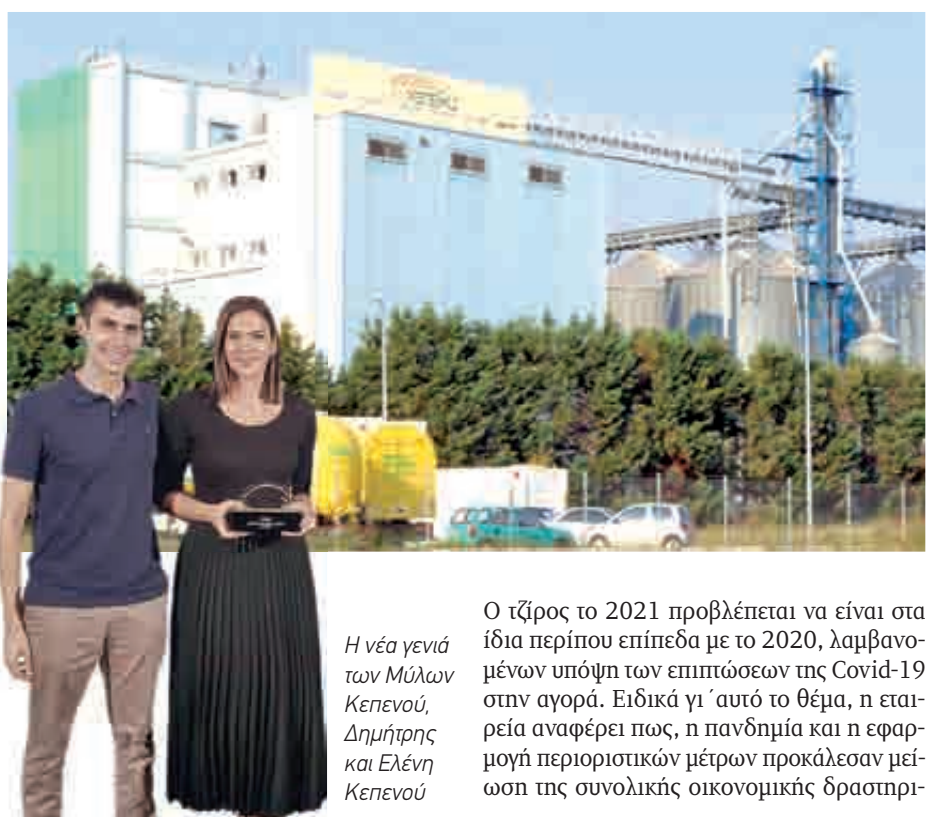 Η νέα γενιά
των Μύλων
Κεπενού,
Δημήτρης
και Ελένη
Κεπενού
Ο τζίρος το 2021 προβλέπεται να είναι στα
ίδια περίπου επίπεδα με το 2020, λαμβανο-
μένων υπόψη των επιπτώσεων της Covid-19
στην αγορά. Ειδικά γι ΄αυτό το θέμα, η εται-
ρεία αναφέρει πως, η πανδημία και η εφαρ-
μογή περιοριστικών μέτρων προκάλεσαν μεί-
ωση της συνολικής οικονομικής δραστηρι-